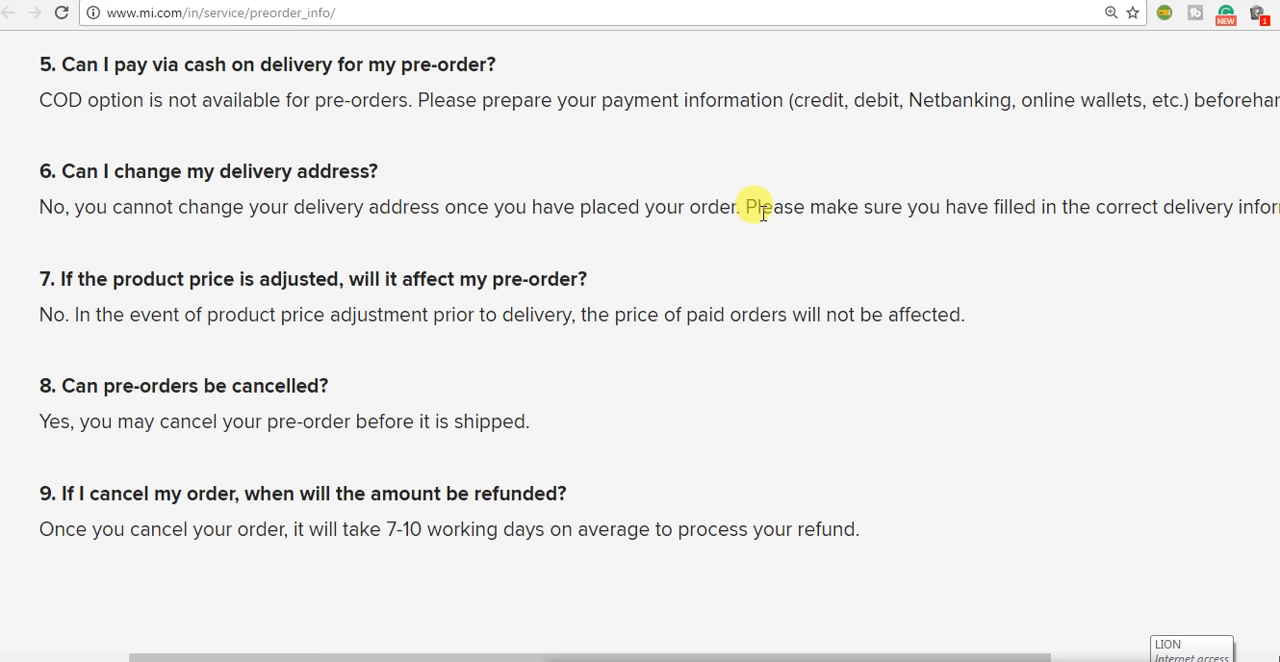 www.mi.com/in/service/preorder_info/
NEW
1
5. Can I pay via cash on delivery for my pre-order?
COD option is not available for pre-orders. Please prepare your payment information (credit, debit, Netbanking, online wallets, etc.)
6. Can I change my delivery address?
No, you cannot change your delivery address once you have placed your order. Please make sure you have filled in the correct delivery
7. If the product price is adjusted, will it affect my pre-order?
No. In the event of product price adjustment prior to delivery, the price of paid orders will not be affected.
8. Can pre-orders be cancelled?
Yes, you may cancel your pre-order before it is shipped.
9. If I cancel my order, when will the amount be refunded?
Once you cancel your order, it will take 7-10 working days on average to process your refund.
LION
Internet access